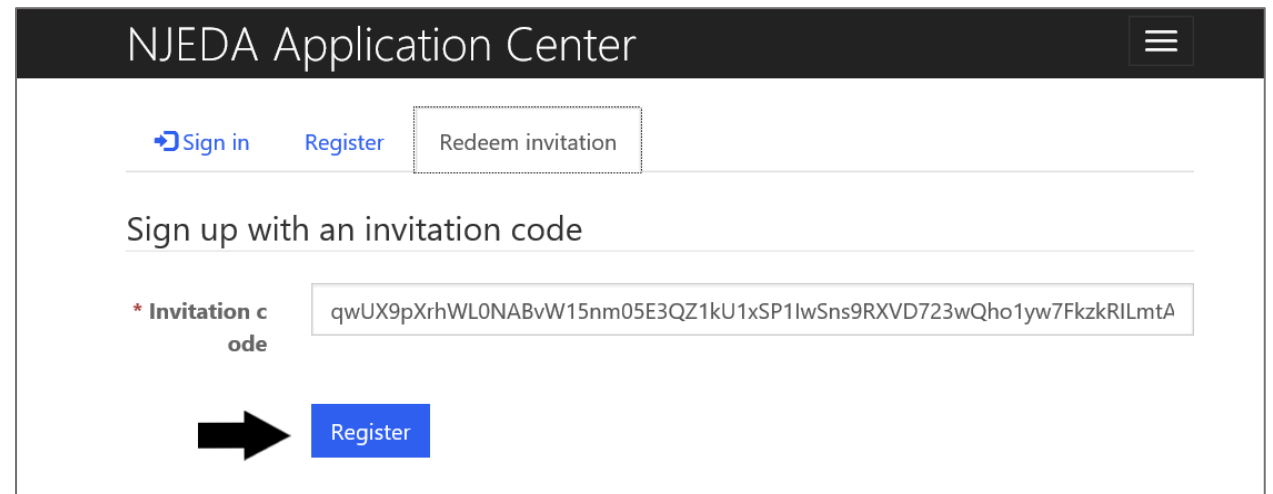 NJEDA Application Center
Sign in Register Redeem invitation
Sign up with an invitation code
* Invitation c
ode
qwUX9pXrhWL0NABvW15nm05E3QZ1kU1xSP1IwSns9RXVD723wQho1yw7FkzkRILmtA
Register